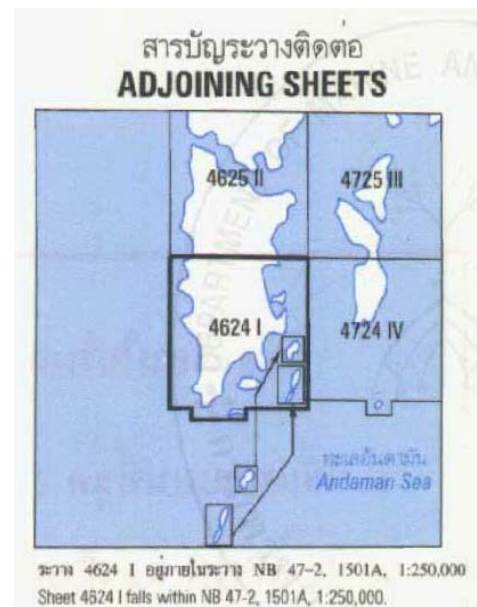 สารบัญระวางติดต่อ
ADJOINING SHEETS
4625 II
4725 III
4624 I
4724 IV
ทะเลอันดามัน
Andaman Sea
ระวาง 4624 I อยู่ภายในระวาง NB 47-2, 1501A, 1:250,000
Sheet 4624 I falls within NB 47-2, 1501A, 1:250,000.